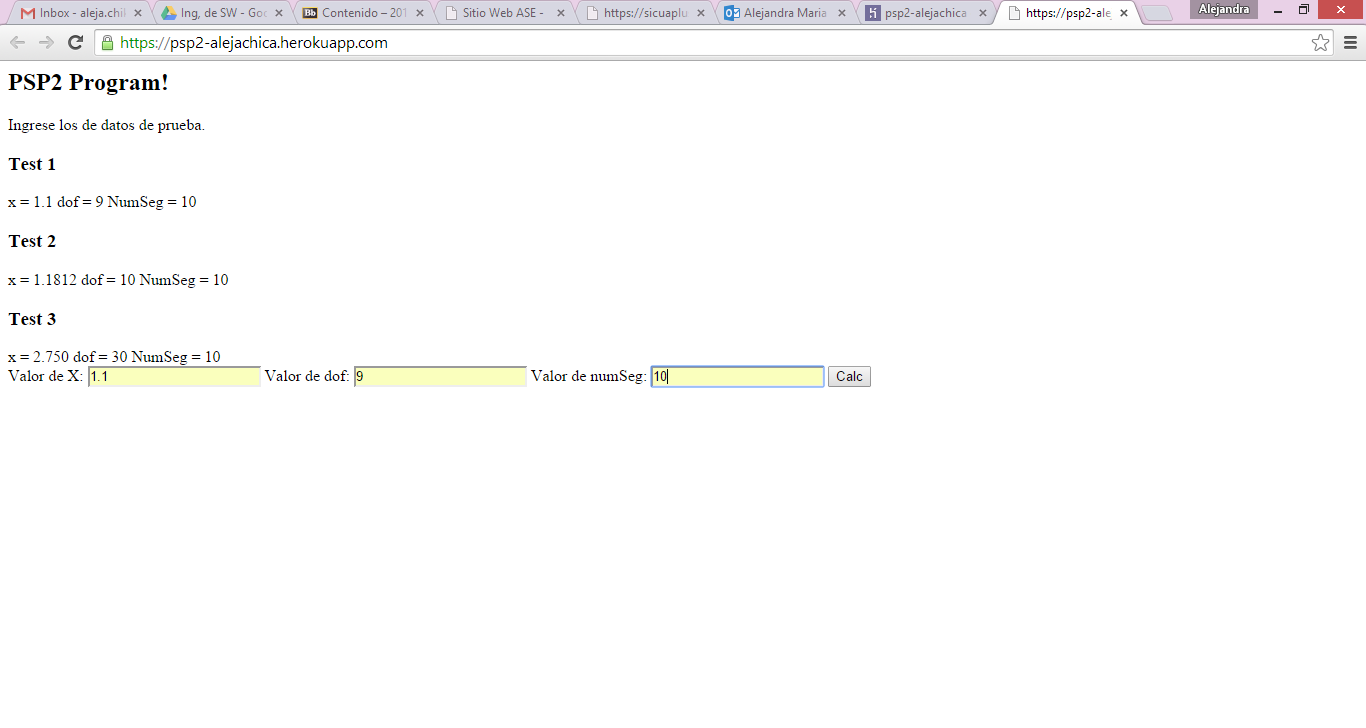 Inbox - aleja.chi
Ing, de SW - Goo
Bb Contenido – 201
Sitio Web ASE -
https://sicuaplu
Alejandra Maria
psp2-alejachica
https://psp2-ale
Alejandra
https://psp2-alejachica.herokuapp.com
PSP2 Program!
Ingrese los de datos de prueba.
Test 1
x = 1.1 dof = 9 NumSeg = 10
Test 2
x = 1.1812 dof = 10 NumSeg = 10
Test 3
x = 2.750 dof = 30 NumSeg = 10
Valor de X: 1.1 Valor de dof: 9 Valor de numSeg: 10 Calc